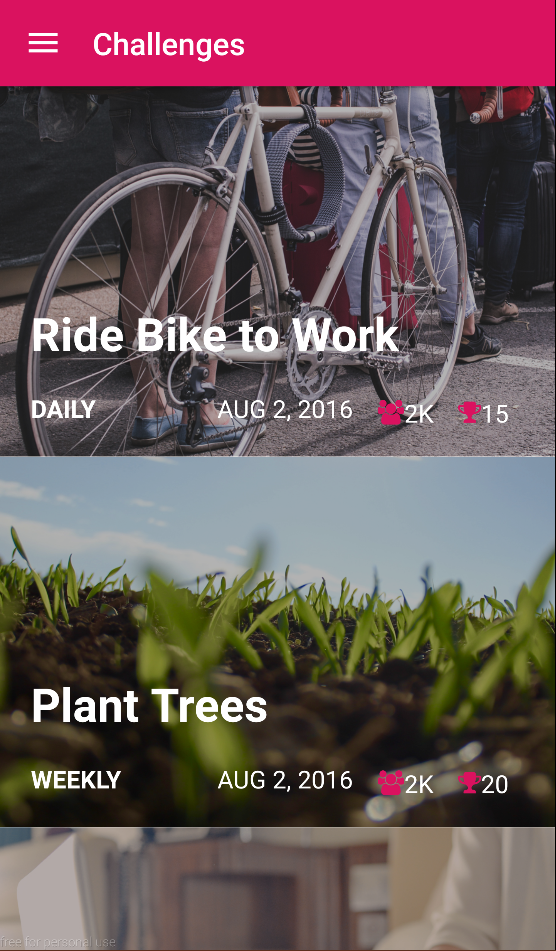 Challenges
Ride Bike to Work
DAILY AUG 2, 2016 2K 15
Plant Trees
WEEKLY AUG 2, 2016 2K 20
free for personal use